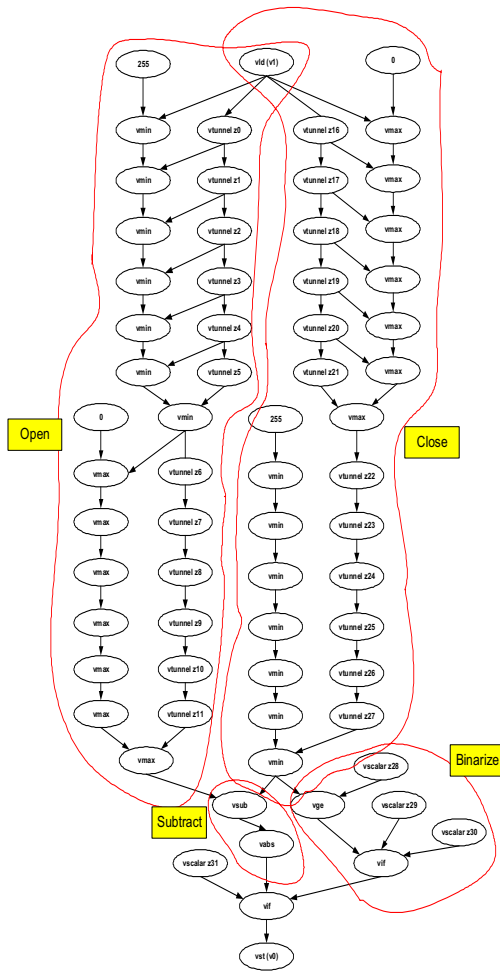 255
vld (v1)
0
vmin
vtunnel z0
vtunnel z16
vmax
vmin
vtunnel z1
vtunnel z17
vmax
vmin
vtunnel z2
vtunnel z18
vmax
vmin
vtunnel z3
vtunnel z19
vmax
vmin
vtunnel z4
vtunnel z20
vmax
vmin
vtunnel z5
vtunnel z21
vmax
0
vmin
255
vmax
Open
Close
vmax
vtunnel z6
vmin
vtunnel z22
vmax
vtunnel z7
vmin
vtunnel z23
vmax
vtunnel z8
vmin
vtunnel z24
vmax
vtunnel z9
vmin
vtunnel z25
vmax
vtunnel z10
vmin
vtunnel z26
vmax
vtunnel z11
vmin
vtunnel z27
vmax
vmin
vscalar z28
Binarize
Subtract
vsub
vge
vscalar z29
vscalar z30
vabs
vscalar z31
vif
vif
vst (v0)